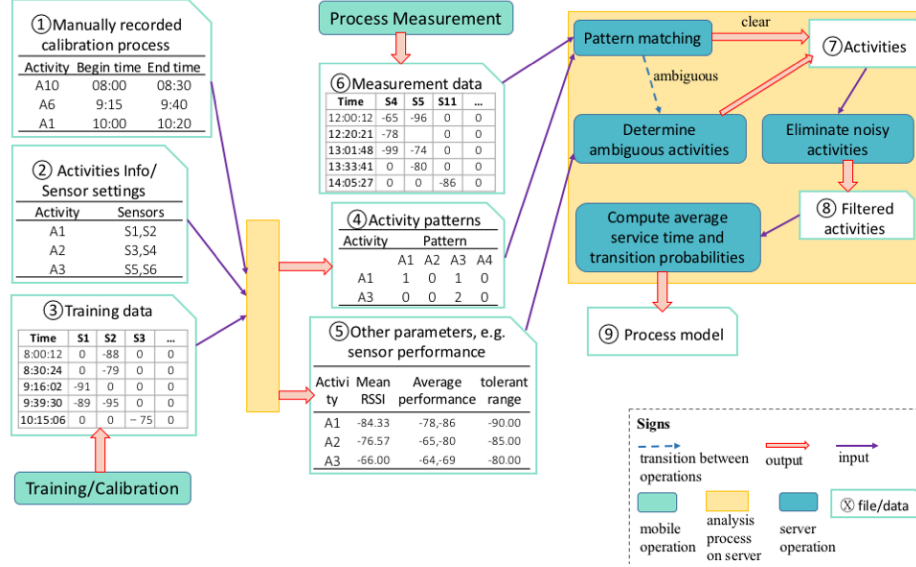 ① Manually recorded
calibration process
Activity Begin time End time
A10 08:00 08:30
A6 9:15 9:40
A1 10:00 10:20
② Activities Info/
Sensor settings
Activity Sensors
A1 S1,S2
A2 S3,S4
A3 S5,S6
③ Training data
Time S1 S2 S3 ...
8:00:12 0 -88 0 0
8:30:24 0 -79 0 0
9:16:02 -91 0 0 0
9:39:30 -89 -95 0 0
10:15:06 0 0 – 75 0
Training/Calibration
Process Measurement
⑥ Measurement data
Time S4 S5 S11 ...
12:00:12 -65 -96 0 0
12:20:21 -78 0 0
13:01:48 -99 -74 0 0
13:33:41 0 -80 0 0
14:05:27 0 0 -86 0
④ Activity patterns
Activity Pattern
A1 A2 A3 A4
A1 1 0 1 0
A3 0 0 2 0
⑤ Other parameters, e.g.
sensor performance
Activi Mean Average tolerant
ty RSSI performance range
A1 -84.33 -78,-86 -90.00
A2 -76.57 -65,-80 -85.00
A3 -66.00 -64,-69 -80.00
Pattern matching
clear
⑦ Activities
ambiguous
Determine
ambiguous activities
Eliminate noisy
activities
⑧ Filtered
activities
Compute average
service time and
transition probabilities
⑨ Process model
Signs
transition between
operations
output
input
mobile
operation
analysis
process
on server
server
operation
Ⓧ file/data